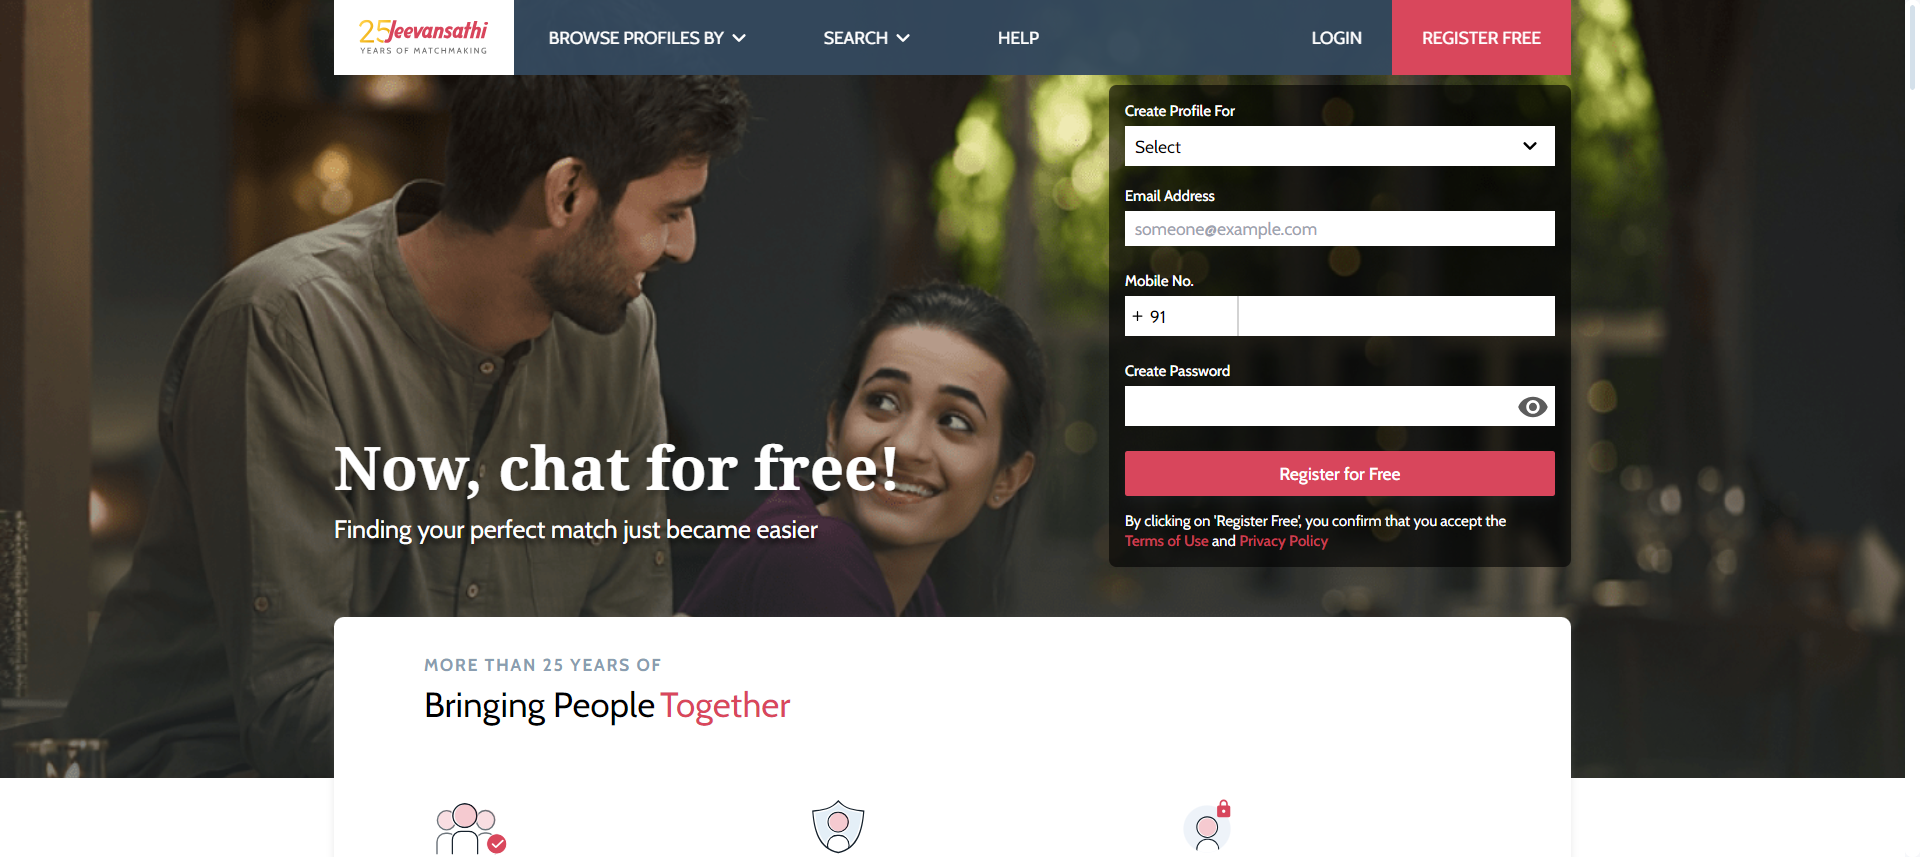 25 Jeevansathi
YEARS OF MATCHMAKING
BROWSE PROFILES BY
SEARCH
HELP
LOGIN
REGISTER FREE
Create Profile For
Select
Email Address
someone@example.com
Mobile No.
+ 91
Create Password
Register for Free
By clicking on 'Register Free', you confirm that you accept the
Terms of Use and Privacy Policy
Now, chat for free!
Finding your perfect match just became easier
MORE THAN 25 YEARS OF
Bringing People Together